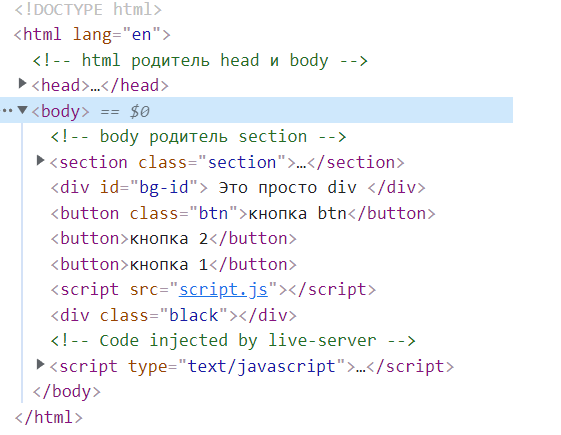 <!DOCTYPE html>
<html lang="en">
<!-- html родитель head и body -->
<head>…</head>
<body> == $0
<!-- body родитель section -->
<section class="section">…</section>
<div id="bg-id"> Это просто div </div>
<button class="btn">кнопка btn</button>
<button>кнопка 2</button>
<button>кнопка 1</button>
<script src="script.js"></script>
<div class="black"></div>
<!-- Code injected by live-server -->
<script type="text/javascript">…</script>
</body>
</html>